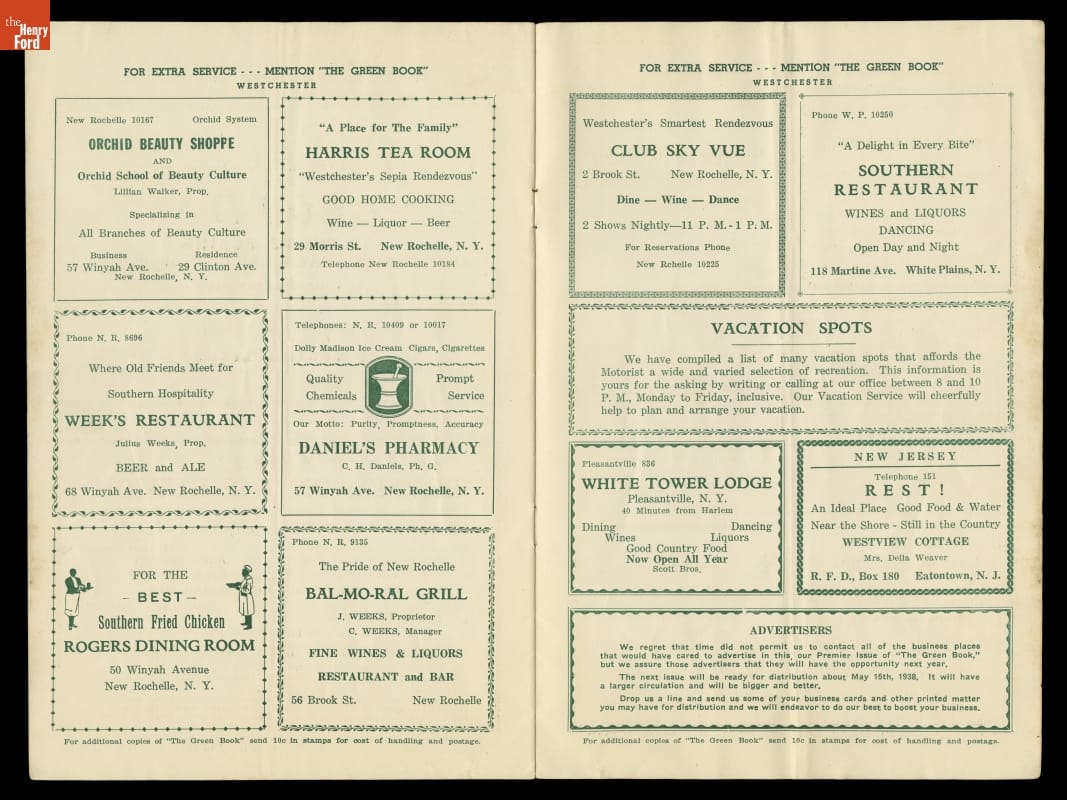 the
Henry
Ford
FOR EXTRA SERVICE - - - MENTION "THE GREEN BOOK"
WESTCHESTER
New Rochelle 10167 Orchid System
ORCHID BEAUTY SHOPPE
AND
Orchid School of Beauty Culture
Lillian Walker, Prop.
Specializing in
All Branches of Beauty Culture
Business Residence
57 Winyah Ave. 29 Clinton Ave.
New Rochelle, N. Y.
"A Place for The Family"
HARRIS TEA ROOM
"Westchester's Sepia Rendezvous"
GOOD HOME COOKING
Wine — Liquor — Beer
29 Morris St. New Rochelle, N. Y.
Telephone New Rochelle 10184
Phone N. R. 8696
Where Old Friends Meet for
Southern Hospitality
WEEK'S RESTAURANT
Julius Weeks, Prop.
BEER and ALE
68 Winyah Ave. New Rochelle, N. Y.
Telephones: N. R. 10409 or 10017
Dolly Madison Ice Cream Cigars, Cigarettes
Quality Prompt
Chemicals Service
Our Motto: Purity, Promptness, Accuracy
DANIEL'S PHARMACY
C. H. Daniels, Ph. G.
57 Winyah Ave. New Rochelle, N. Y.
FOR THE
- BEST -
Southern Fried Chicken
ROGERS DINING ROOM
50 Winyah Avenue
New Rochelle, N. Y.
Phone N. R. 9135
The Pride of New Rochelle
BAL-MO-RAL GRILL
J. WEEKS, Proprietor
C. WEEKS, Manager
FINE WINES & LIQUORS
RESTAURANT and BAR
56 Brook St. New Rochelle
For additional copies of "The Green Book" send 10c in stamps for cost of handling and postage.
FOR EXTRA SERVICE - - - MENTION "THE GREEN BOOK"
WESTCHESTER
Westchester's Smartest Rendezvous
CLUB SKY VUE
2 Brook St. New Rochelle, N. Y.
Dine — Wine — Dance
2 Shows Nightly—11 P. M. - 1 P. M.
For Reservations Phone
New Rchelle 10225
Phone W. P. 10250
"A Delight in Every Bite"
SOUTHERN
RESTAURANT
WINES and LIQUORS
DANCING
Open Day and Night
118 Martine Ave. White Plains, N. Y.
VACATION SPOTS
We have compiled a list of many vacation spots that affords the
Motorist a wide and varied selection of recreation. This information is
yours for the asking by writing or calling at our office between 8 and 10
P. M., Monday to Friday, inclusive. Our Vacation Service will cheerfully
help to plan and arrange your vacation.
Pleasantville 836
WHITE TOWER LODGE
Pleasantville, N. Y.
40 Minutes from Harlem
Dining Dancing
Wines Liquors
Good Country Food
Now Open All Year
Scott Bros.
NEW JERSEY
Telephone 151
REST!
An Ideal Place Good Food & Water
Near the Shore - Still in the Country
WESTVIEW COTTAGE
Mrs. Della Weaver
R. F. D., Box 180 Eatontown, N. J.
ADVERTISERS
We regret that time did not permit us to contact all of the business places
that would have cared to advertise in this, our Premier Issue of "The Green Book,"
but we assure those advertisers that they will have the opportunity next year.
The next issue will be ready for distribution about May 15th, 1938. It will have
a larger circulation and will be bigger and better.
Drop us a line and send us some of your business cards and other printed matter
you may have for distribution and we will endeavor to do our best to boost your business.
For additional copies of "The Green Book" send 10c in stamps for cost of handling and postage.